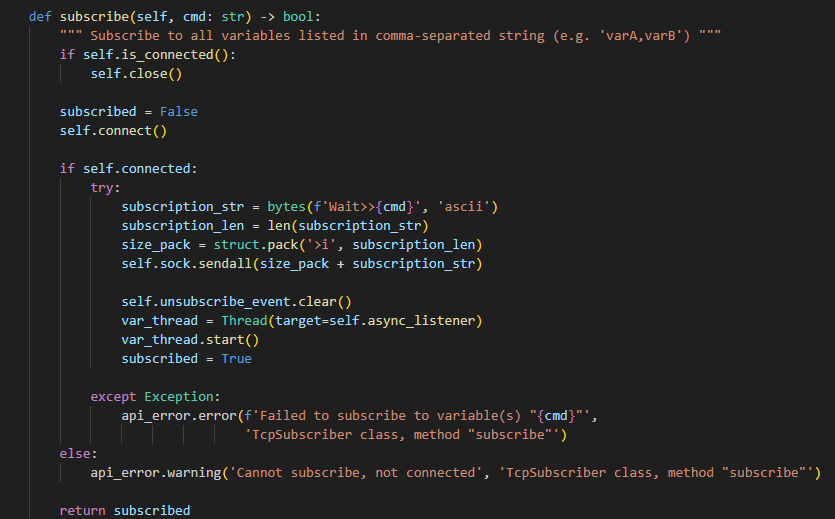 def subscribe(self, cmd: str) -> bool:
    """ Subscribe to all variables listed in comma-separated string (e.g. 'varA,varB') """
    if self.is_connected():
        self.close()

    subscribed = False
    self.connect()

    if self.connected:
        try:
            subscription_str = bytes(f'Wait>>{cmd}', 'ascii')
            subscription_len = len(subscription_str)
            size_pack = struct.pack('>i', subscription_len)
            self.sock.sendall(size_pack + subscription_str)

            self.unsubscribe_event.clear()
            var_thread = Thread(target=self.async_listener)
            var_thread.start()
            subscribed = True

        except Exception:
            api_error.error(f'Failed to subscribe to variable(s) "{cmd}"',
                            'TcpSubscriber class, method "subscribe"')
    else:
        api_error.warning('Cannot subscribe, not connected', 'TcpSubscriber class, method "subscribe"')

    return subscribed